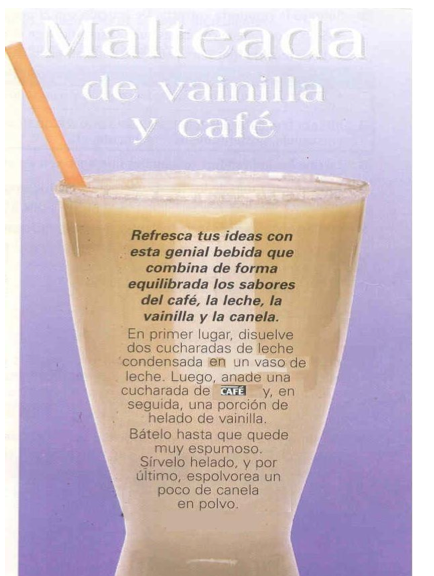 Malteada
de vainilla
y café
Refresca tus ideas con
esta genial bebida que
combina de forma
equilibrada los sabores
del café, la leche, la
vainilla y la canela.
En primer lugar, disuelve
dos cucharadas de leche
condensada en un vaso de
leche. Luego, anade una
cucharada de CAFÉ y, en
seguida, una porción de
helado de vainilla.
Bátelo hasta que quede
muy espumoso.
Sírvelo helado, y por
último, espolvorea un
poco de canela
en polvo.